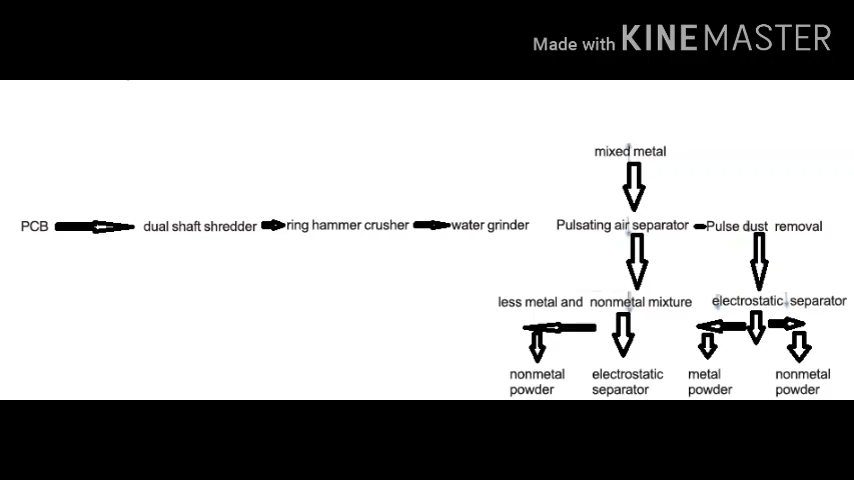 Made with KINEMASTER
mixed metal
PCB dual shaft shredder ring hammer crusher water grinder Pulsating air separator Pulse dust removal
less metal and nonmetal mixture electrostatic separator
nonmetal electrostatic metal nonmetal
powder separator powder powder